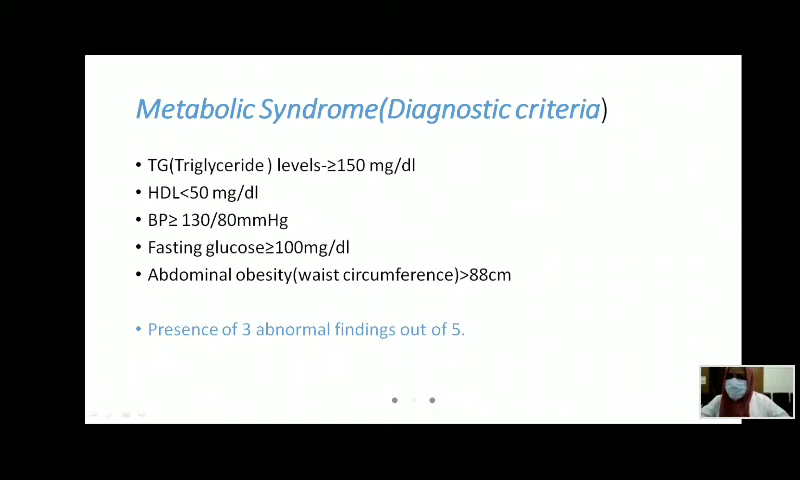 Metabolic Syndrome(Diagnostic criteria)
• TG(Triglyceride ) levels-≥150 mg/dl
• HDL<50 mg/dl
• BP≥ 130/80mmHg
• Fasting glucose≥100mg/dl
• Abdominal obesity(waist circumference)>88cm
• Presence of 3 abnormal findings out of 5.